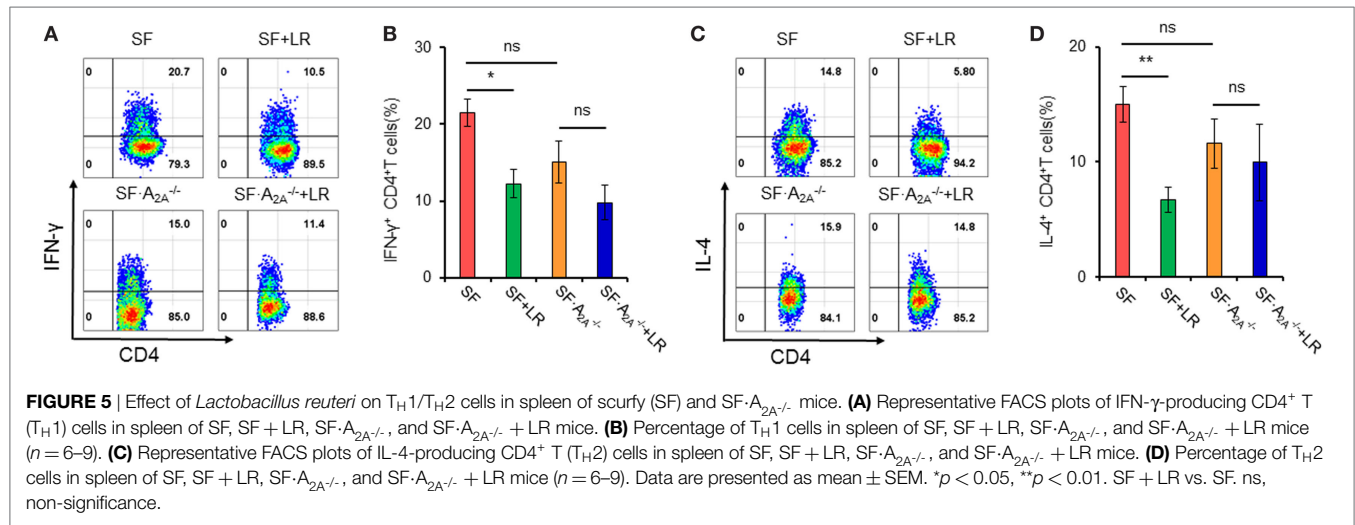 A
SF
SF+LR
0
20.7
0
79.3
0
10.5
0
89.5
SF·A2A-/-
SF·A2A-/-+LR
0
15.0
0
85.0
0
11.4
0
88.6
IFN-γ
CD4
B
30
20
10
0
IFN-γ+ CD4+T cells(%)
ns
*
ns
SF
SF+LR
SF·A2A-/-
SF·A2A-/-+LR
C
SF
SF+LR
0
14.8
0
85.2
0
5.80
0
94.2
SF·A2A-/-
SF·A2A-/-+LR
0
15.9
0
84.1
0
14.8
0
85.2
IL-4
CD4
D
20
10
0
IL-4+ CD4+T cells(%)
ns
**
ns
SF
SF+LR
SF·A2A-/-
SF·A2A-/-+LR
FIGURE 5 | Effect of Lactobacillus reuteri on TH1/TH2 cells in spleen of scurfy (SF) and SF·A2A-/- mice. (A) Representative FACS plots of IFN-γ-producing CD4+ T
(TH1) cells in spleen of SF, SF + LR, SF·A2A-/-, and SF·A2A-/- + LR mice. (B) Percentage of TH1 cells in spleen of SF, SF + LR, SF·A2A-/-, and SF·A2A-/- + LR mice
(n = 6–9). (C) Representative FACS plots of IL-4-producing CD4+ T (TH2) cells in spleen of SF, SF + LR, SF·A2A-/-, and SF·A2A-/- + LR mice. (D) Percentage of TH2
cells in spleen of SF, SF + LR, SF·A2A-/-, and SF·A2A-/- + LR mice (n = 6–9). Data are presented as mean ± SEM. *p < 0.05, **p < 0.01. SF + LR vs. SF. ns,
non-significance.